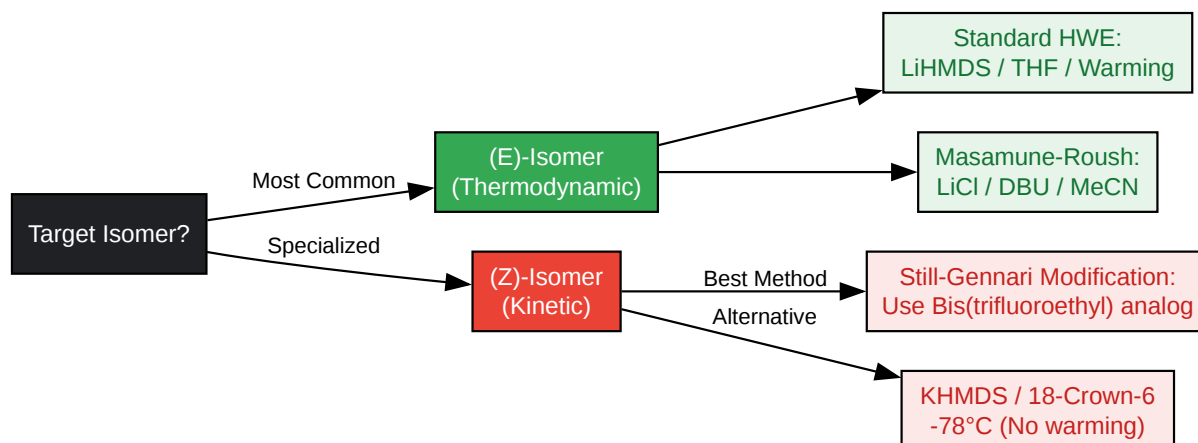 Target Isomer?
Most Common
Specialized
(E)-Isomer
(Thermodynamic)
(Z)-Isomer
(Kinetic)
Best Method
Alternative
Standard HWE:
LiHMDS / THF / Warming
Masamune-Roush:
LiCl / DBU / MeCN
Still-Gennari Modification:
Use Bis(trifluoroethyl) analog
KHMDS / 18-Crown-6
-78°C (No warming)